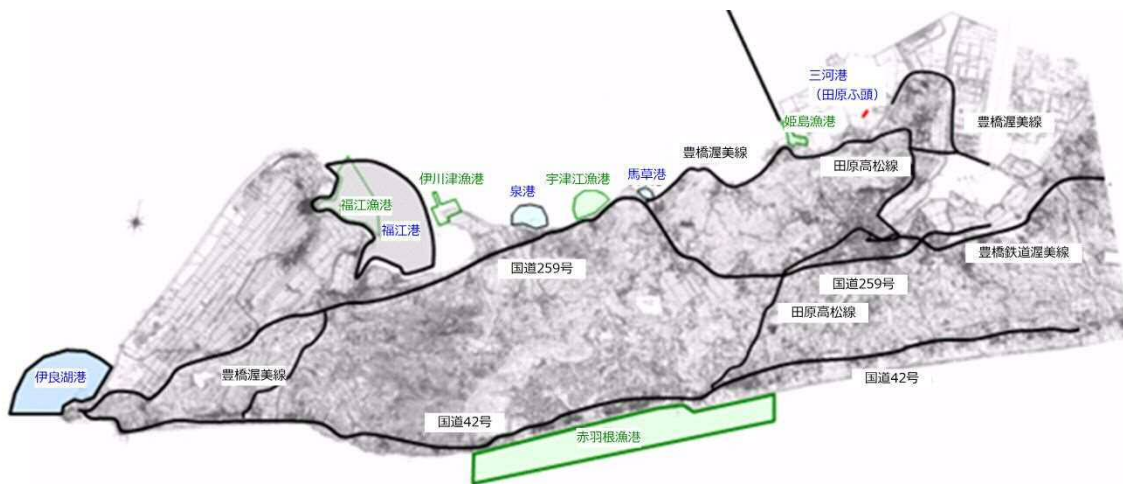 三河港
（田原ふ頭）
豊橋渥美線
姫島漁港
豊橋渥美線
田原高松線
伊川津漁港
泉港
宇津江漁港
馬草港
福江漁港
福江港
豊橋鉄道渥美線
国道259号
国道259号
田原高松線
伊良湖港
豊橋渥美線
国道42号
国道42号
赤羽根漁港